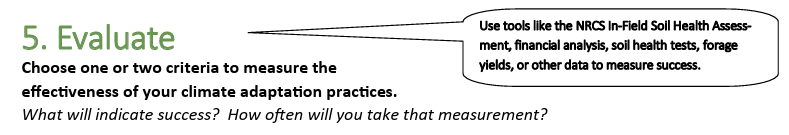 5. Evaluate
Choose one or two criteria to measure the
effectiveness of your climate adaptation practices.
What will indicate success?  How often will you take that measurement?
Use tools like the NRCS In-Field Soil Health Assess-
ment, financial analysis, soil health tests, forage
yields, or other data to measure success.